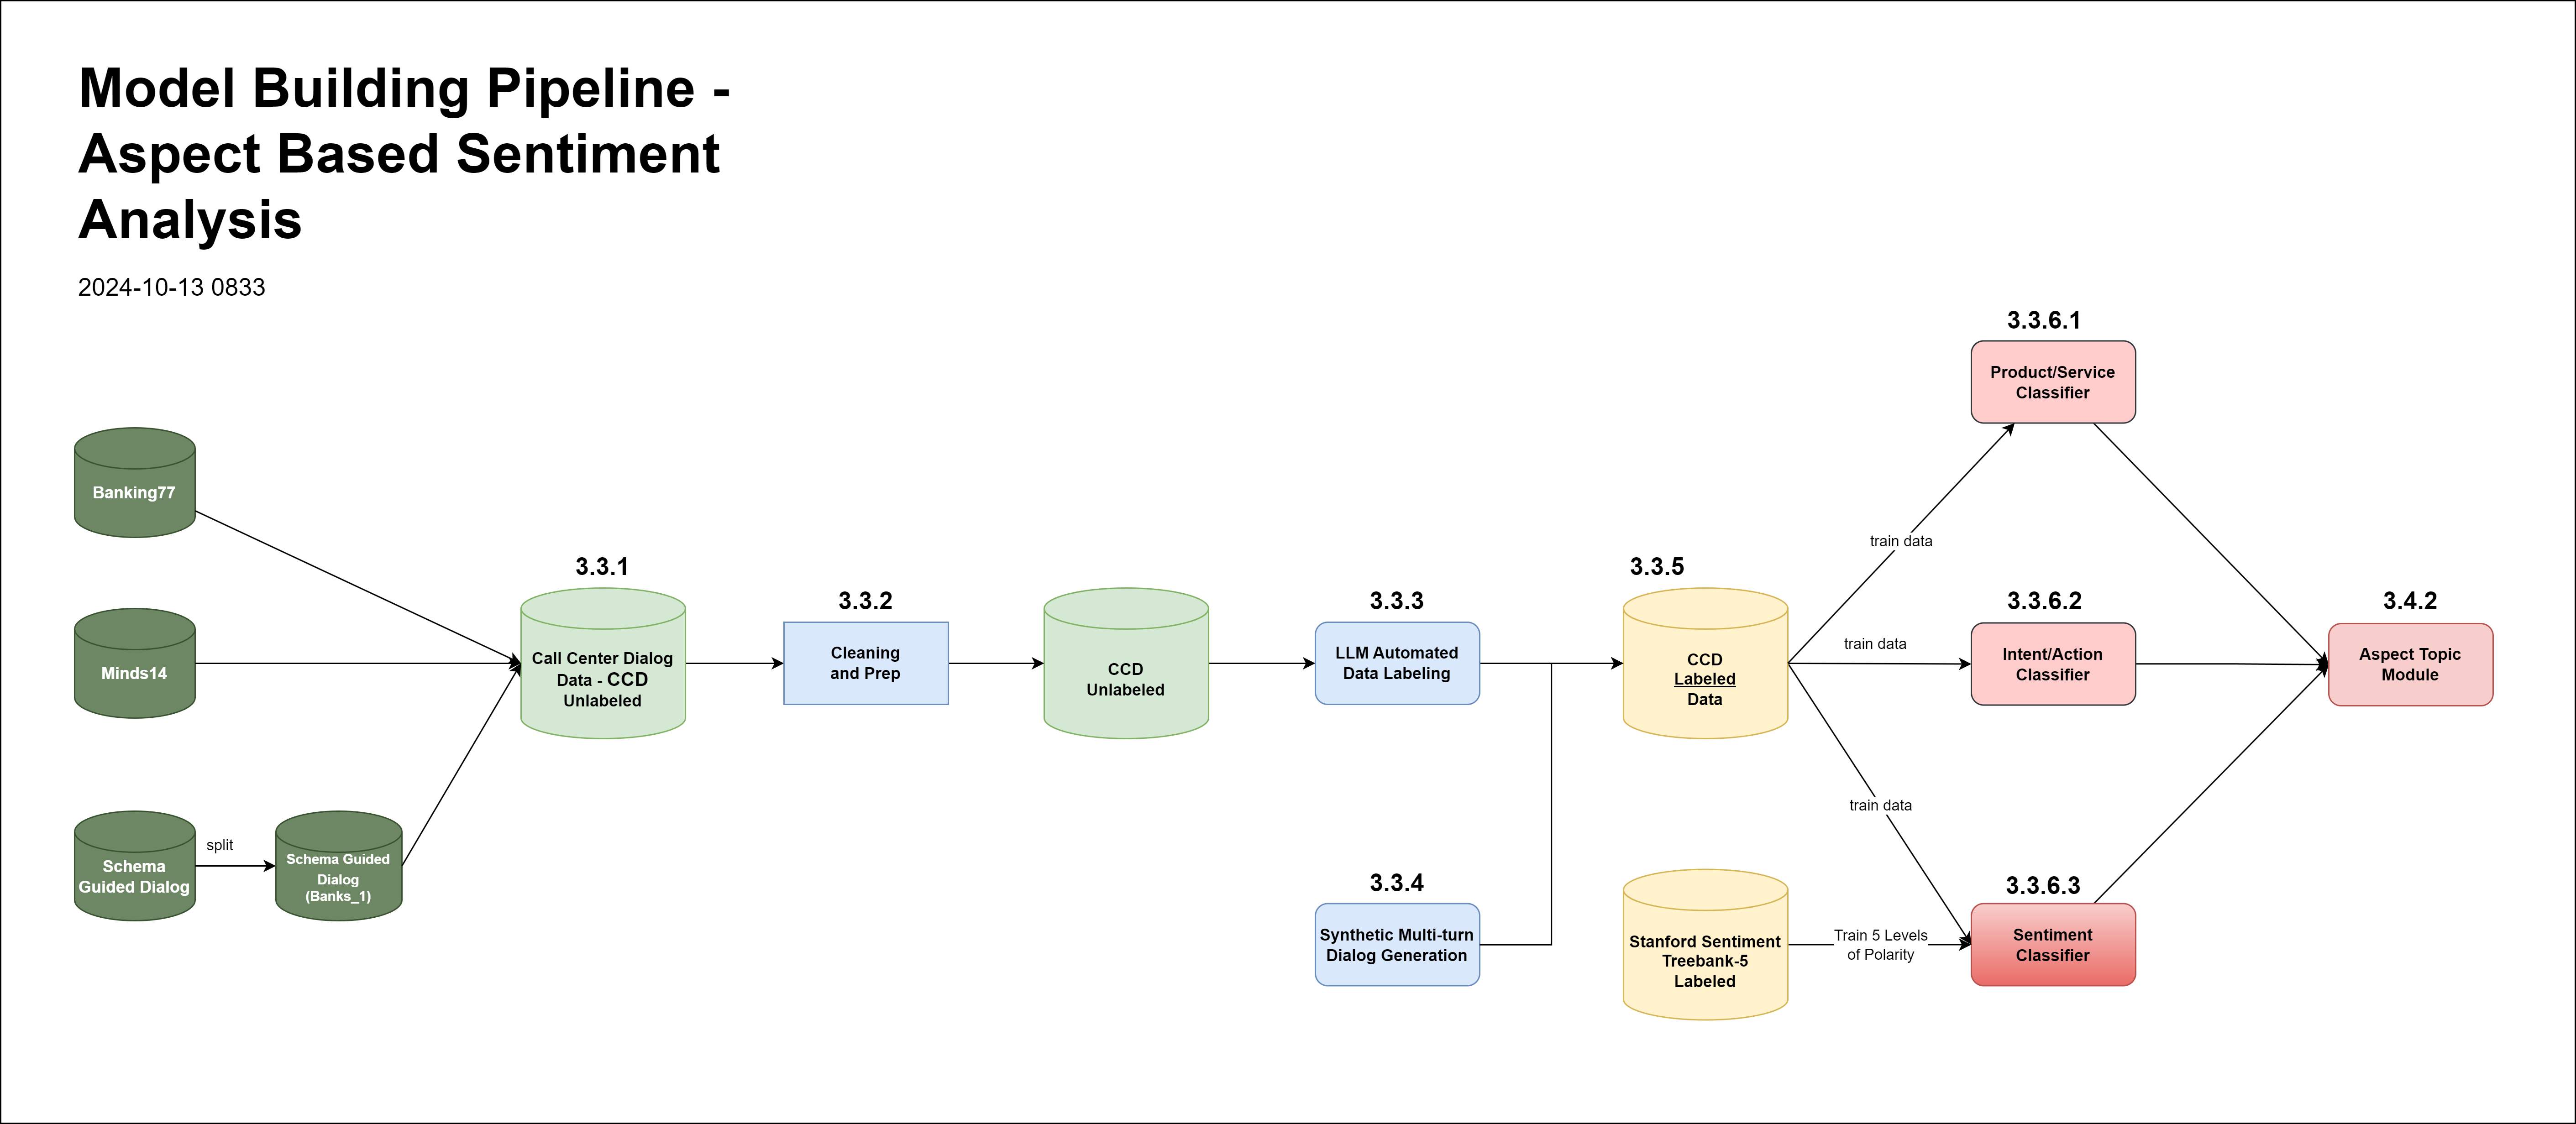 Model Building Pipeline -
Aspect Based Sentiment
Analysis
2024-10-13 0833
Banking77
Minds14
Schema
Guided Dialog
split
Schema Guided
Dialog
(Banks_1)
3.3.1
Call Center Dialog
Data - CCD
Unlabeled
3.3.2
Cleaning
and Prep
CCD
Unlabeled
3.3.3
LLM Automated
Data Labeling
3.3.4
Synthetic Multi-turn
Dialog Generation
3.3.5
CCD
Labeled
Data
Stanford Sentiment
Treebank-5
Labeled
train data
train data
train data
Train 5 Levels
of Polarity
3.3.6.1
Product/Service
Classifier
3.3.6.2
Intent/Action
Classifier
3.3.6.3
Sentiment
Classifier
3.4.2
Aspect Topic
Module